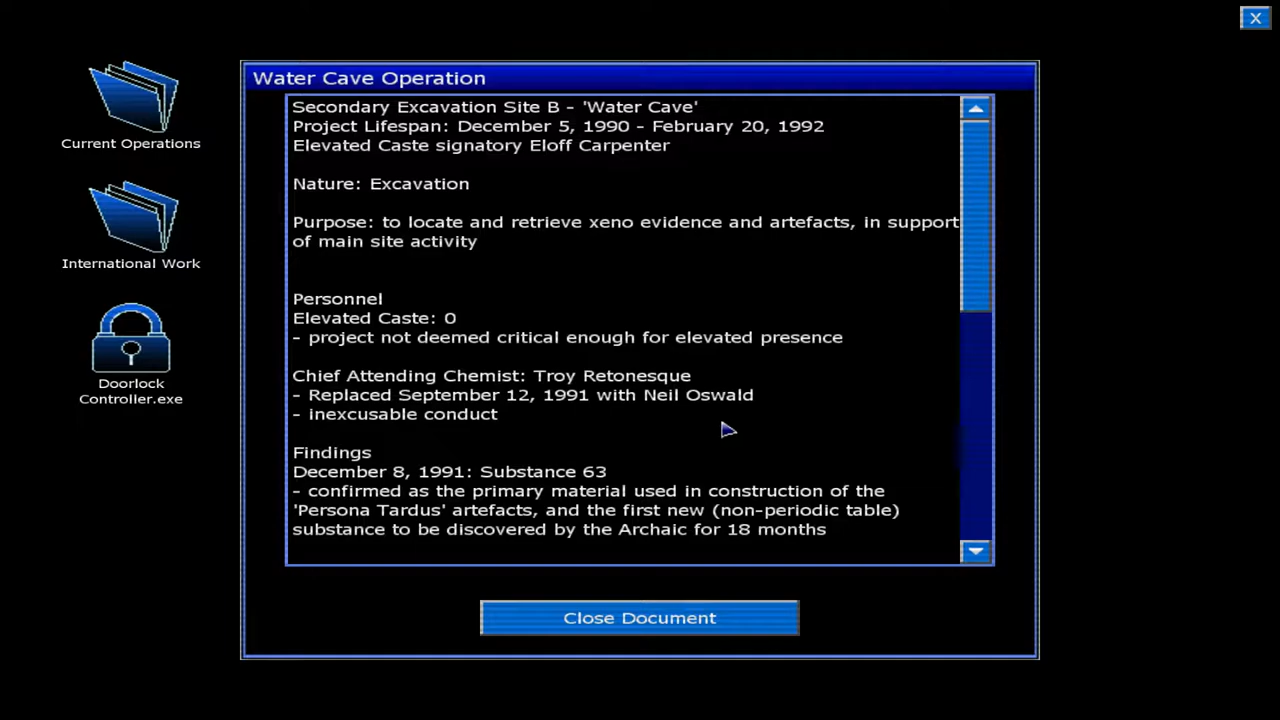 X
Water Cave Operation
Secondary Excavation Site B - 'Water Cave'
Project Lifespan: December 5, 1990 - February 20, 1992
Elevated Caste signatory Eloff Carpenter
Nature: Excavation
Purpose: to locate and retrieve xeno evidence and artefacts, in support
of main site activity
Personnel
Elevated Caste: 0
- project not deemed critical enough for elevated presence
Chief Attending Chemist: Troy Retonesque
- Replaced September 12, 1991 with Neil Oswald
- inexcusable conduct
Findings
December 8, 1991: Substance 63
- confirmed as the primary material used in construction of the
'Persona Tardus' artefacts, and the first new (non-periodic table)
substance to be discovered by the Archaic for 18 months
Close Document
Current Operations
International Work
Doorlock
Controller.exe